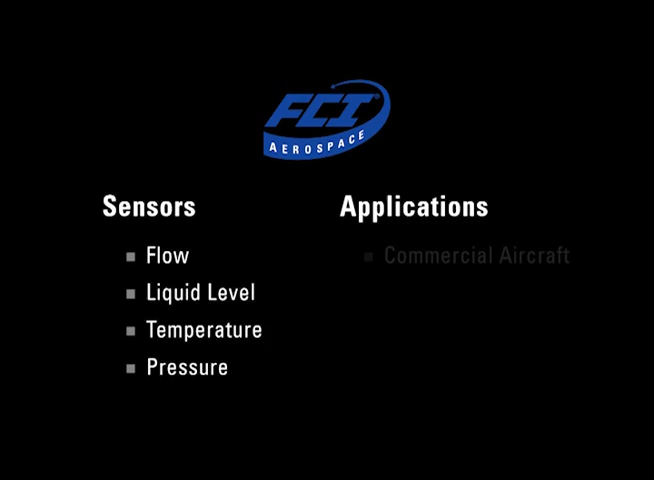 FCI®
AEROSPACE
Sensors
Flow
Liquid Level
Temperature
Pressure
Applications
Commercial Aircraft